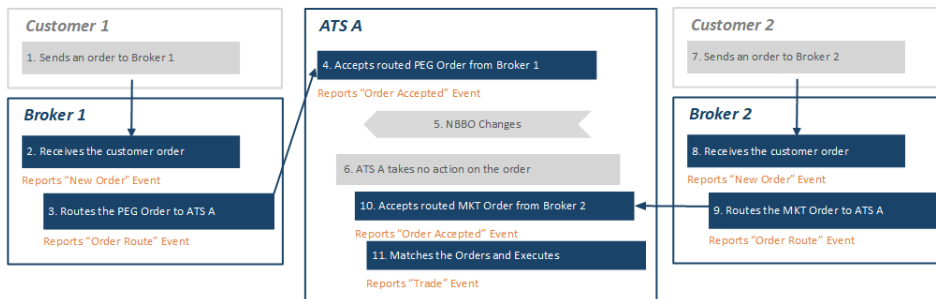 Customer 1
1. Sends an order to Broker 1
Broker 1
2. Receives the customer order
Reports "New Order" Event
3. Routes the PEG Order to ATS A
Reports "Order Route" Event
ATS A
4. Accepts routed PEG Order from Broker 1
Reports "Order Accepted" Event
5. NBBO Changes
6. ATS A takes no action on the order
10. Accepts routed MKT Order from Broker 2
Reports "Order Accepted" Event
11. Matches the Orders and Executes
Reports "Trade" Event
Customer 2
7. Sends an order to Broker 2
Broker 2
8. Receives the customer order
Reports "New Order" Event
9. Routes the MKT Order to ATS A
Reports "Order Route" Event